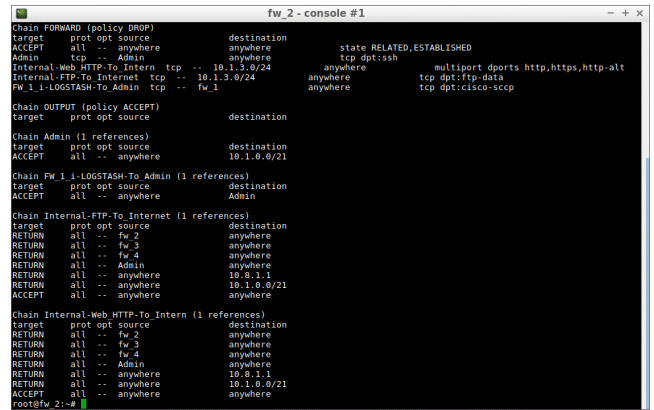 fw_2 - console #1
Chain FORWARD (policy DROP)
target     prot opt source               destination
ACCEPT     all  --  anywhere             anywhere             state RELATED,ESTABLISHED
Admin      tcp  --  Admin                anywhere             tcp dpt:ssh
Internal-Web_HTTP-To_Intern  tcp  --  10.1.3.0/24          anywhere             multiport dports http,https,http-alt
Internal-FTP-To_Internet  tcp  --  10.1.3.0/24          anywhere             tcp dpt:ftp-data
FW_1_i-LOGSTASH-To_Admin  tcp  --  fw_1                 anywhere             tcp dpt:cisco-sccp

Chain OUTPUT (policy ACCEPT)
target     prot opt source               destination

Chain Admin (1 references)
target     prot opt source               destination
ACCEPT     all  --  anywhere             10.1.0.0/21

Chain FW_1_i-LOGSTASH-To_Admin (1 references)
target     prot opt source               destination
ACCEPT     all  --  anywhere             Admin

Chain Internal-FTP-To_Internet (1 references)
target     prot opt source               destination
RETURN     all  --  fw_2                 anywhere
RETURN     all  --  fw_3                 anywhere
RETURN     all  --  fw_4                 anywhere
RETURN     all  --  Admin                anywhere
RETURN     all  --  anywhere             10.8.1.1
RETURN     all  --  anywhere             10.1.0.0/21
ACCEPT     all  --  anywhere             anywhere

Chain Internal-Web_HTTP-To_Intern (1 references)
target     prot opt source               destination
RETURN     all  --  fw_2                 anywhere
RETURN     all  --  fw_3                 anywhere
RETURN     all  --  fw_4                 anywhere
RETURN     all  --  Admin                anywhere
RETURN     all  --  anywhere             10.8.1.1
RETURN     all  --  anywhere             10.1.0.0/21
ACCEPT     all  --  anywhere             anywhere
root@fw_2:~#